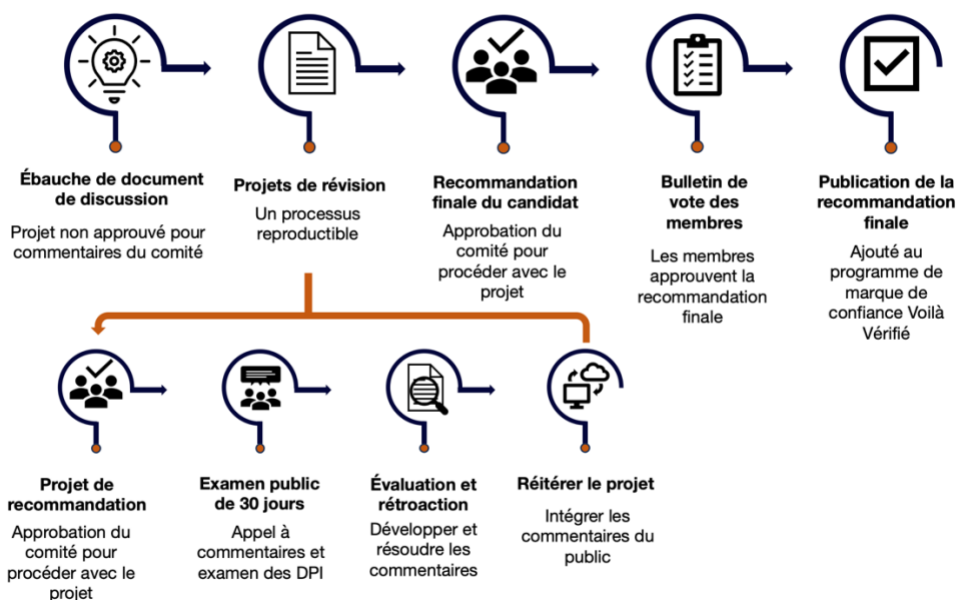 Ébauche de document
de discussion
Projet non approuvé pour
commentaires du comité
Projets de révision
Un processus
reproductible
Recommandation
finale du candidat
Approbation du
comité pour
procéder avec le
projet
Bulletin de
vote des
membres
Les membres
approuvent la
recommandation
finale
Publication de la
recommandation
finale
Ajouté au
programme de
marque de
confiance Voilà
Vérifié
Projet de
recommandation
Approbation du
comité pour
procéder avec le
projet
Examen public
de 30 jours
Appel à
commentaires et
examen des DPI
Évaluation et
rétroaction
Développer et
résoudre les
commentaires
Réitérer le projet
Intégrer les
commentaires du
public